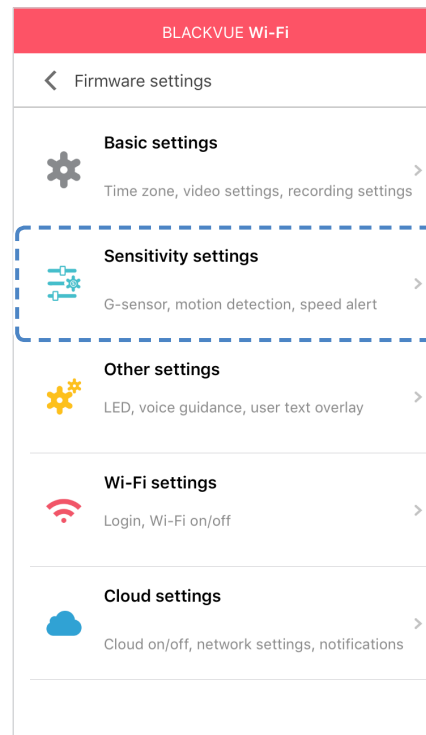 BLACKVUE Wi-Fi
Firmware settings
Basic settings
Time zone, video settings, recording settings
Sensitivity settings
G-sensor, motion detection, speed alert
Other settings
LED, voice guidance, user text overlay
Wi-Fi settings
Login, Wi-Fi on/off
Cloud settings
Cloud on/off, network settings, notifications